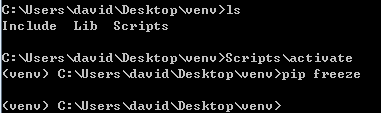 C:\Users\david\Desktop\venv>ls
Include  Lib  Scripts
C:\Users\david\Desktop\venv>Scripts\activate
(venv) C:\Users\david\Desktop\venv>pip freeze
(venv) C:\Users\david\Desktop\venv>